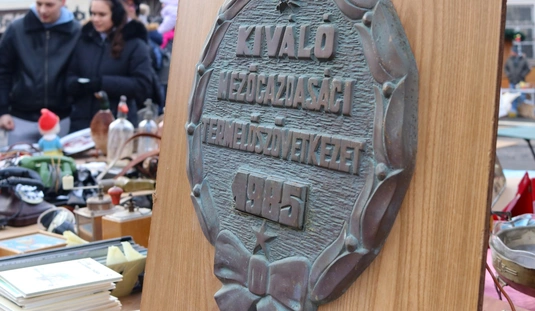 KIVÁLÓ
MEZŐGAZDASÁGI
TERMELŐSZÖVETKEZET
1985